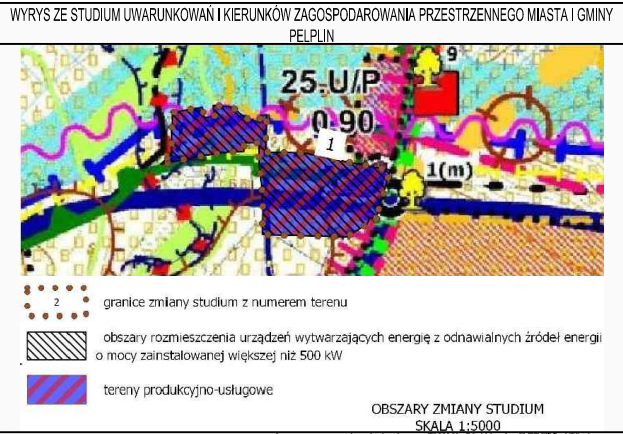 WYRYS ZE STUDIUM UWARUNKOWAŃ I KIERUNKÓW ZAGOSPODAROWANIA PRZESTRZENNEGO MIASTA I GMINY
PELPLIN
9
25.U/P
0.90
1
1(m)
2
granice zmiany studium z numerem terenu
obszary rozmieszczenia urządzeń wytwarzających energię z odnawialnych źródeł energii
o mocy zainstalowanej większej niż 500 kW
tereny produkcyjno-usługowe
OBSZARY ZMIANY STUDIUM
SKALA 1:5000